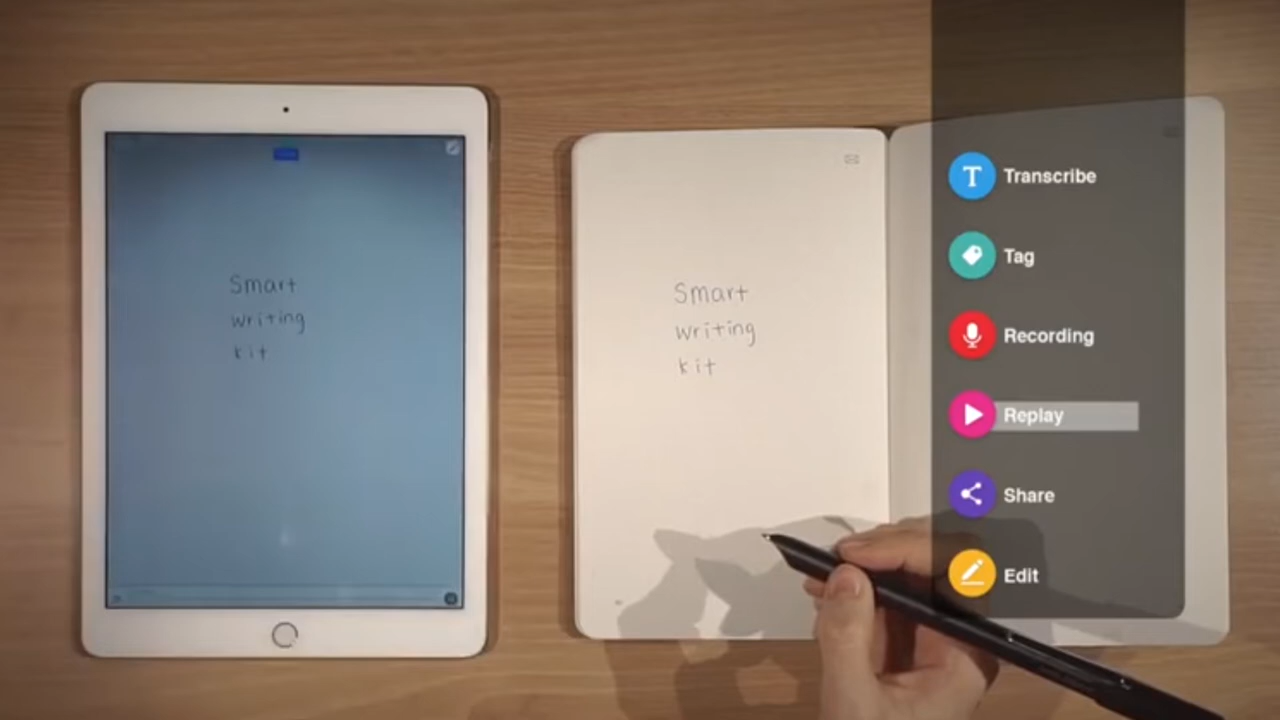 Smart
writing
kit
Smart
writing
kit
Transcribe
Tag
Recording
Replay
Share
Edit